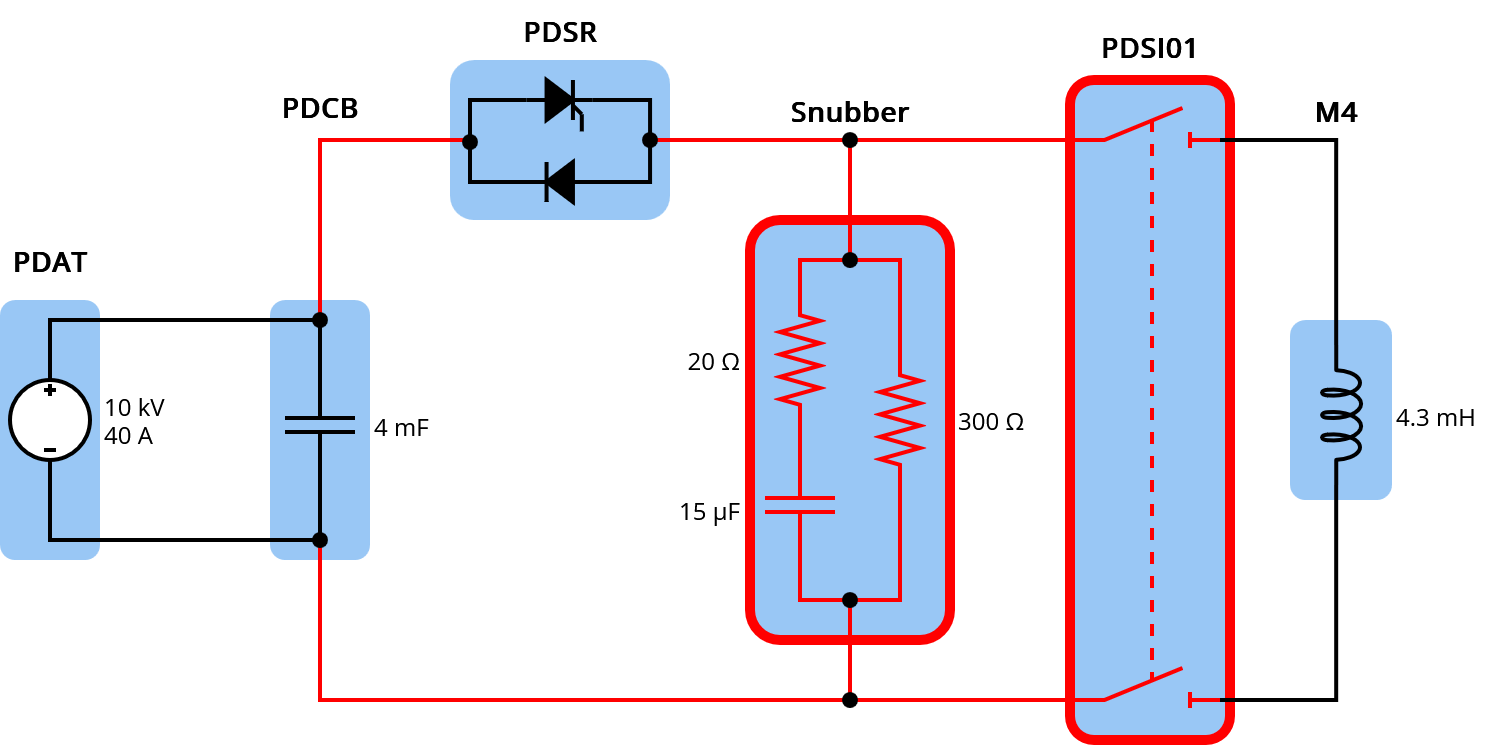 PDSR
PDSI01
PDCB
Snubber
M4
PDAT
10 kV
40 A
4 mF
20 Ω
300 Ω
15 μF
4.3 mH